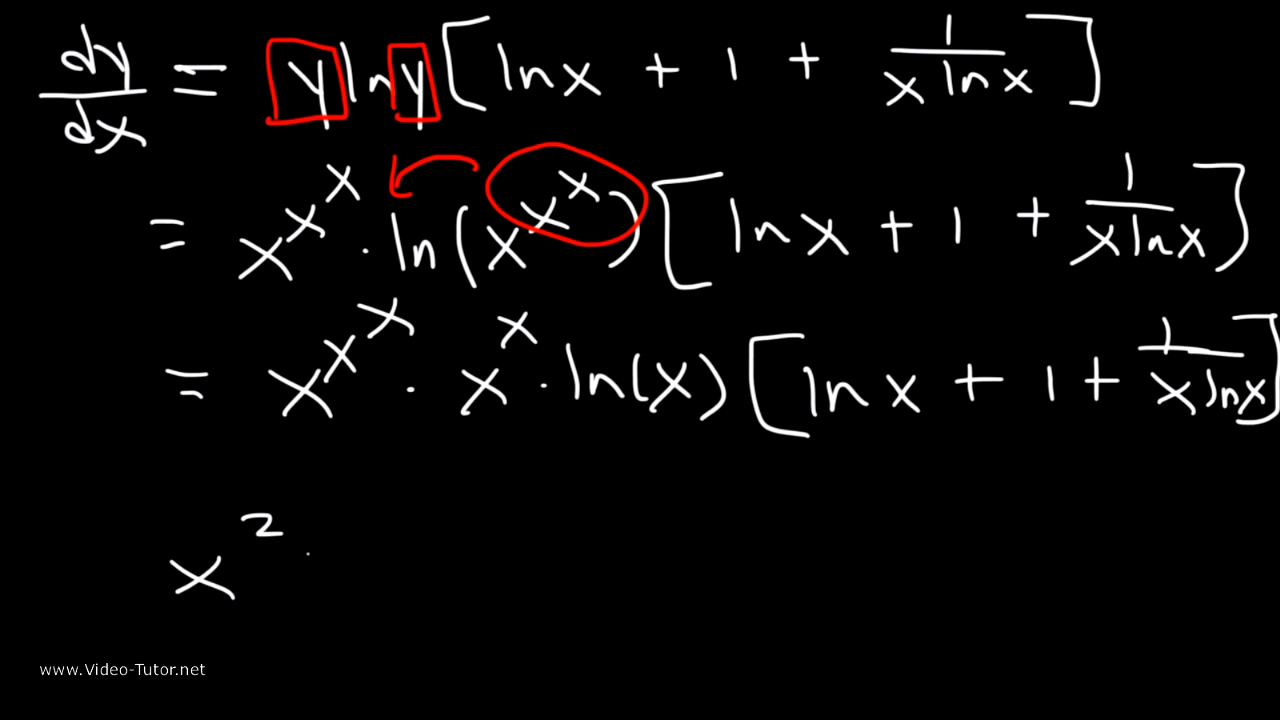 dy/dx = y ln y [ln x + 1 + 1/(x ln x)]
= x^x^x · ln(x^x^x) [ln x + 1 + 1/(x ln x)]
= x^x^x · x^x · ln(x) [ln x + 1 + 1/(x ln x)]
x^2 ·
www.Video-Tutor.net